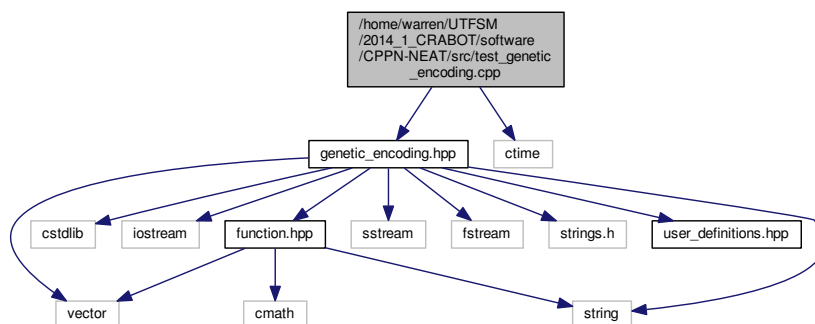 /home/warren/UTFSM
/2014_1_CRABOT/software
/CPPN-NEAT/src/test_genetic
_encoding.cpp
genetic_encoding.hpp
ctime
cstdlib
iostream
function.hpp
sstream
fstream
strings.h
user_definitions.hpp
vector
cmath
string